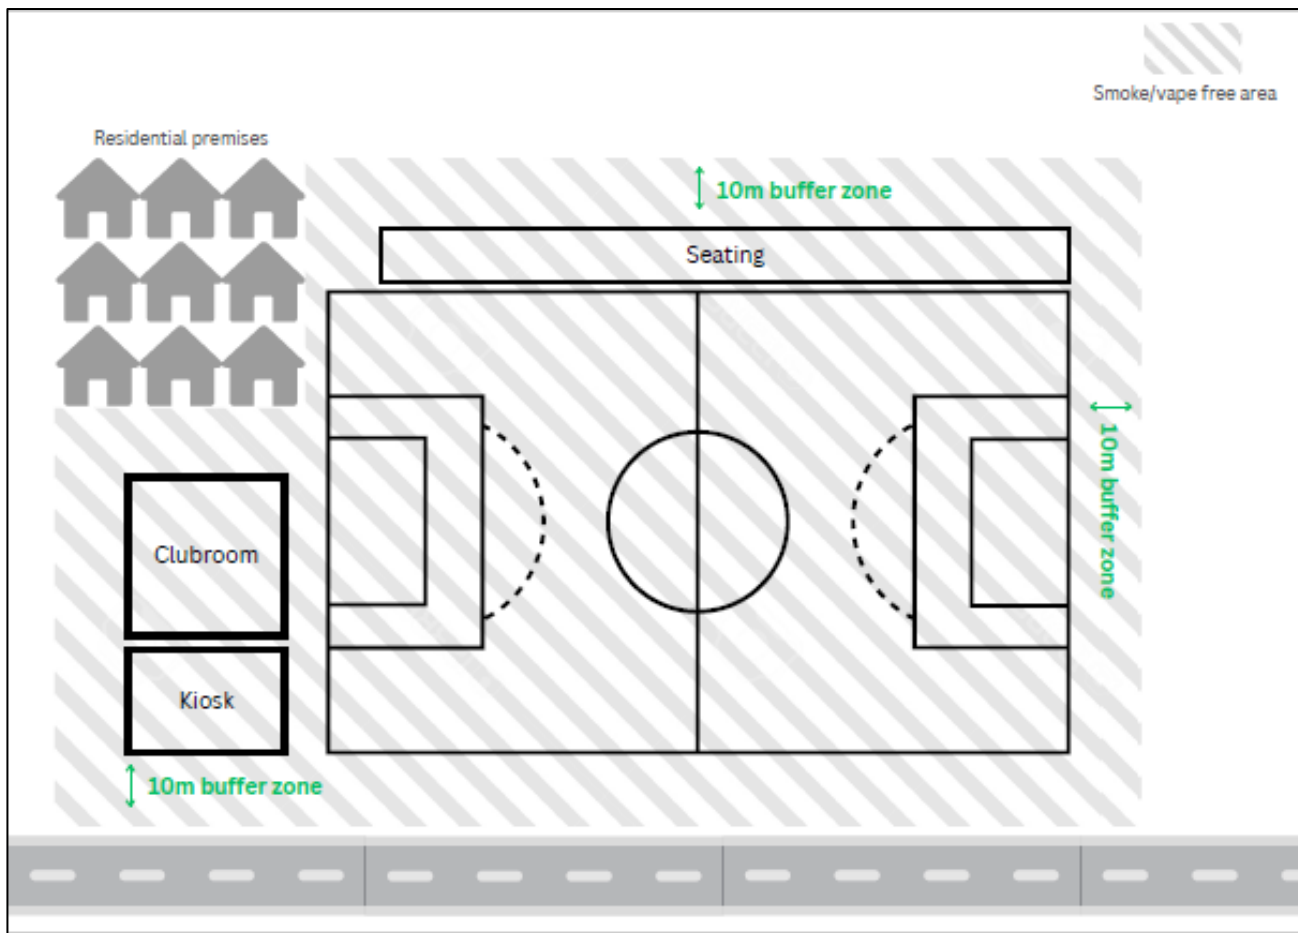 Smoke/vape free area
Residential premises
10m buffer zone
Seating
10m buffer zone
Clubroom
Kiosk
10m buffer zone